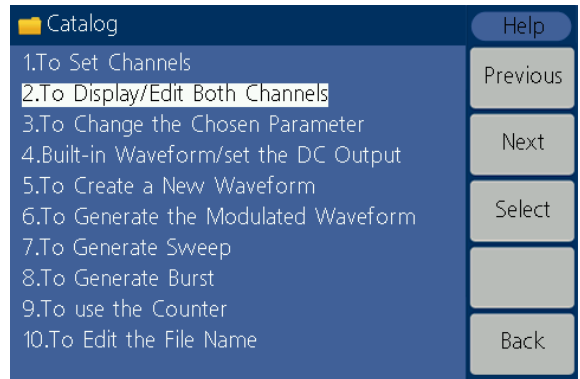 Catalog
Help
1.To Set Channels
2.To Display/Edit Both Channels
3.To Change the Chosen Parameter
4.Built-in Waveform/set the DC Output
5.To Create a New Waveform
6.To Generate the Modulated Waveform
7.To Generate Sweep
8.To Generate Burst
9.To use the Counter
10.To Edit the File Name
Previous
Next
Select
Back